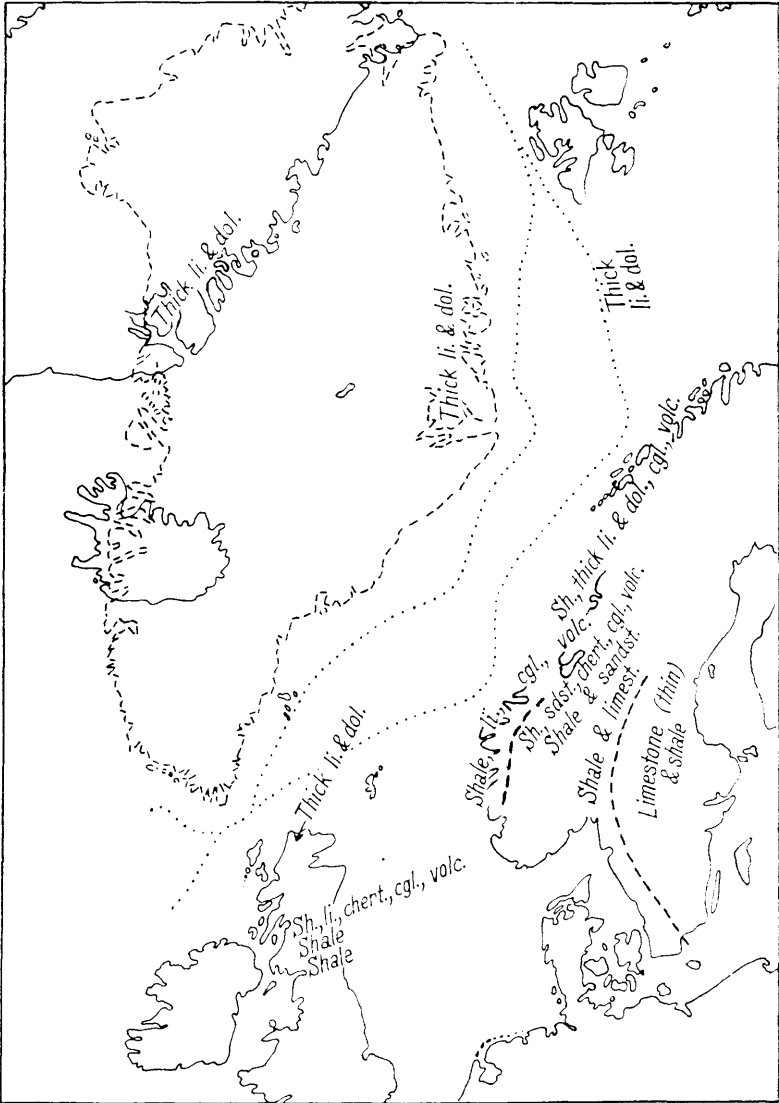 Thick li. & dol.
Thick li. & dol.
Thick
li. & dol.
Sh., thick li. & dol., cgl., volc.
Shale, li., cgl., volc.
Sh., sdst., chert., cgl., volc.
Shale & sandst.
Shale & limest.
Limestone (thin)
& shale
Thick li. & dol.
Sh., li., chert., cgl., volc.
Shale
Shale